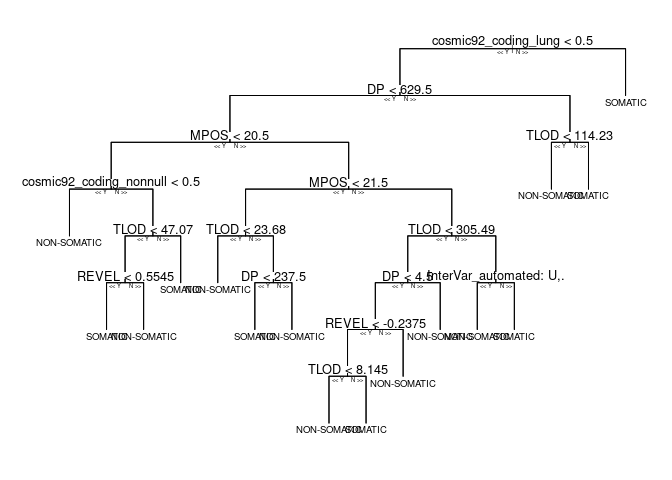 cosmic92_coding_lung < 0.5
<< Y N >>
SOMATIC
DP < 629.5
<< Y N >>
MPOS < 20.5
<< Y N >>
TLOD < 114.23
<< Y N >>
cosmic92_coding_nonnull < 0.5
<< Y N >>
MPOS < 21.5
<< Y N >>
NON-SOMATIC
SOMATIC
NON-SOMATIC
TLOD < 47.07
<< Y N >>
TLOD < 23.68
<< Y N >>
TLOD < 305.49
<< Y N >>
REVEL < 0.5545
<< Y N >>
SOMATIC
NON-SOMATIC
DP < 237.5
<< Y N >>
DP < 4.5
<< Y N >>
InterVar_automated: U,.
<< Y N >>
SOMATIC
NON-SOMATIC
SOMATIC
NON-SOMATIC
REVEL < -0.2375
<< Y N >>
NON-SOMATIC
NON-SOMATIC
SOMATIC
TLOD < 8.145
<< Y N >>
NON-SOMATIC
NON-SOMATIC
SOMATIC